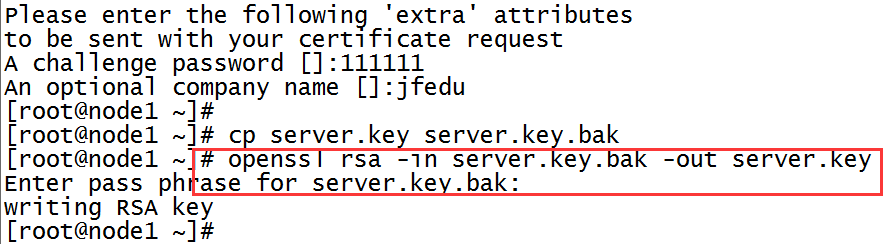 Please enter the following 'extra' attributes
to be sent with your certificate request
A challenge password []:111111
An optional company name []:jfedu
[root@node1 ~]#
[root@node1 ~]# cp server.key server.key.bak
[root@node1 ~]# openssl rsa -in server.key.bak -out server.key
Enter pass phrase for server.key.bak:
writing RSA key
[root@node1 ~]#